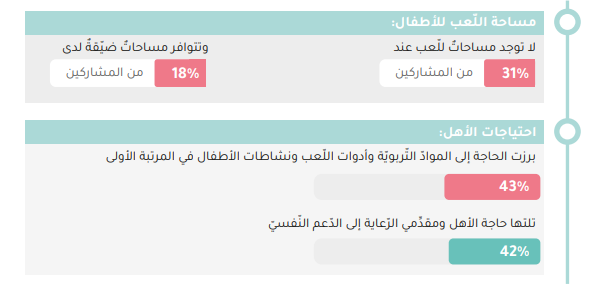 مساحة اللّعب للأطفال:
لا توجد مساحاتٌ للّعب عند
31% من المشاركين
وتتوافر مساحاتٌ ضيّقةٌ لدى
18% من المشاركين
احتياجات الأهل:
برزت الحاجة إلى الموادّ التّربويّة وأدوات اللّعب ونشاطات الأطفال في المرتبة الأولى
43%
تلتها حاجة الأهل ومقدِّمي الرّعاية إلى الدّعم النّفسيّ
42%